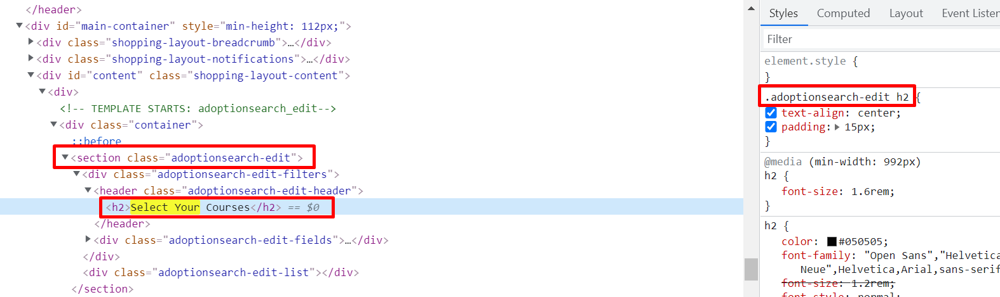 </header>
▼<div id="main-container" style="min-height: 112px;">
▶<div class="shopping-layout-breadcrumb">…</div>
▶<div class="shopping-layout-notifications">…</div>
▼<div id="content" class="shopping-layout-content">
▼<div>
<!-- TEMPLATE STARTS: adoptionsearch_edit-->
▼<div class="container">
::before
▼<section class="adoptionsearch-edit">
▼<div class="adoptionsearch-edit-filters">
▼<header class="adoptionsearch-edit-header">
<h2>Select Your Courses</h2> == $0
</header>
▶<div class="adoptionsearch-edit-fields">…</div>
</div>
<div class="adoptionsearch-edit-list"></div>
</section>
Styles Computed Layout Event Listen
Filter
element.style {
}
.adoptionsearch-edit h2 {
text-align: center;
padding: ▶ 15px;
}
@media (min-width: 992px)
h2 {
font-size: 1.6rem;
}
h2 {
color: #050505;
font-family: "Open Sans","Helvetica
Neue",Helvetica,Arial,sans-serif
font-size: 1.2rem;
font-style: normal;